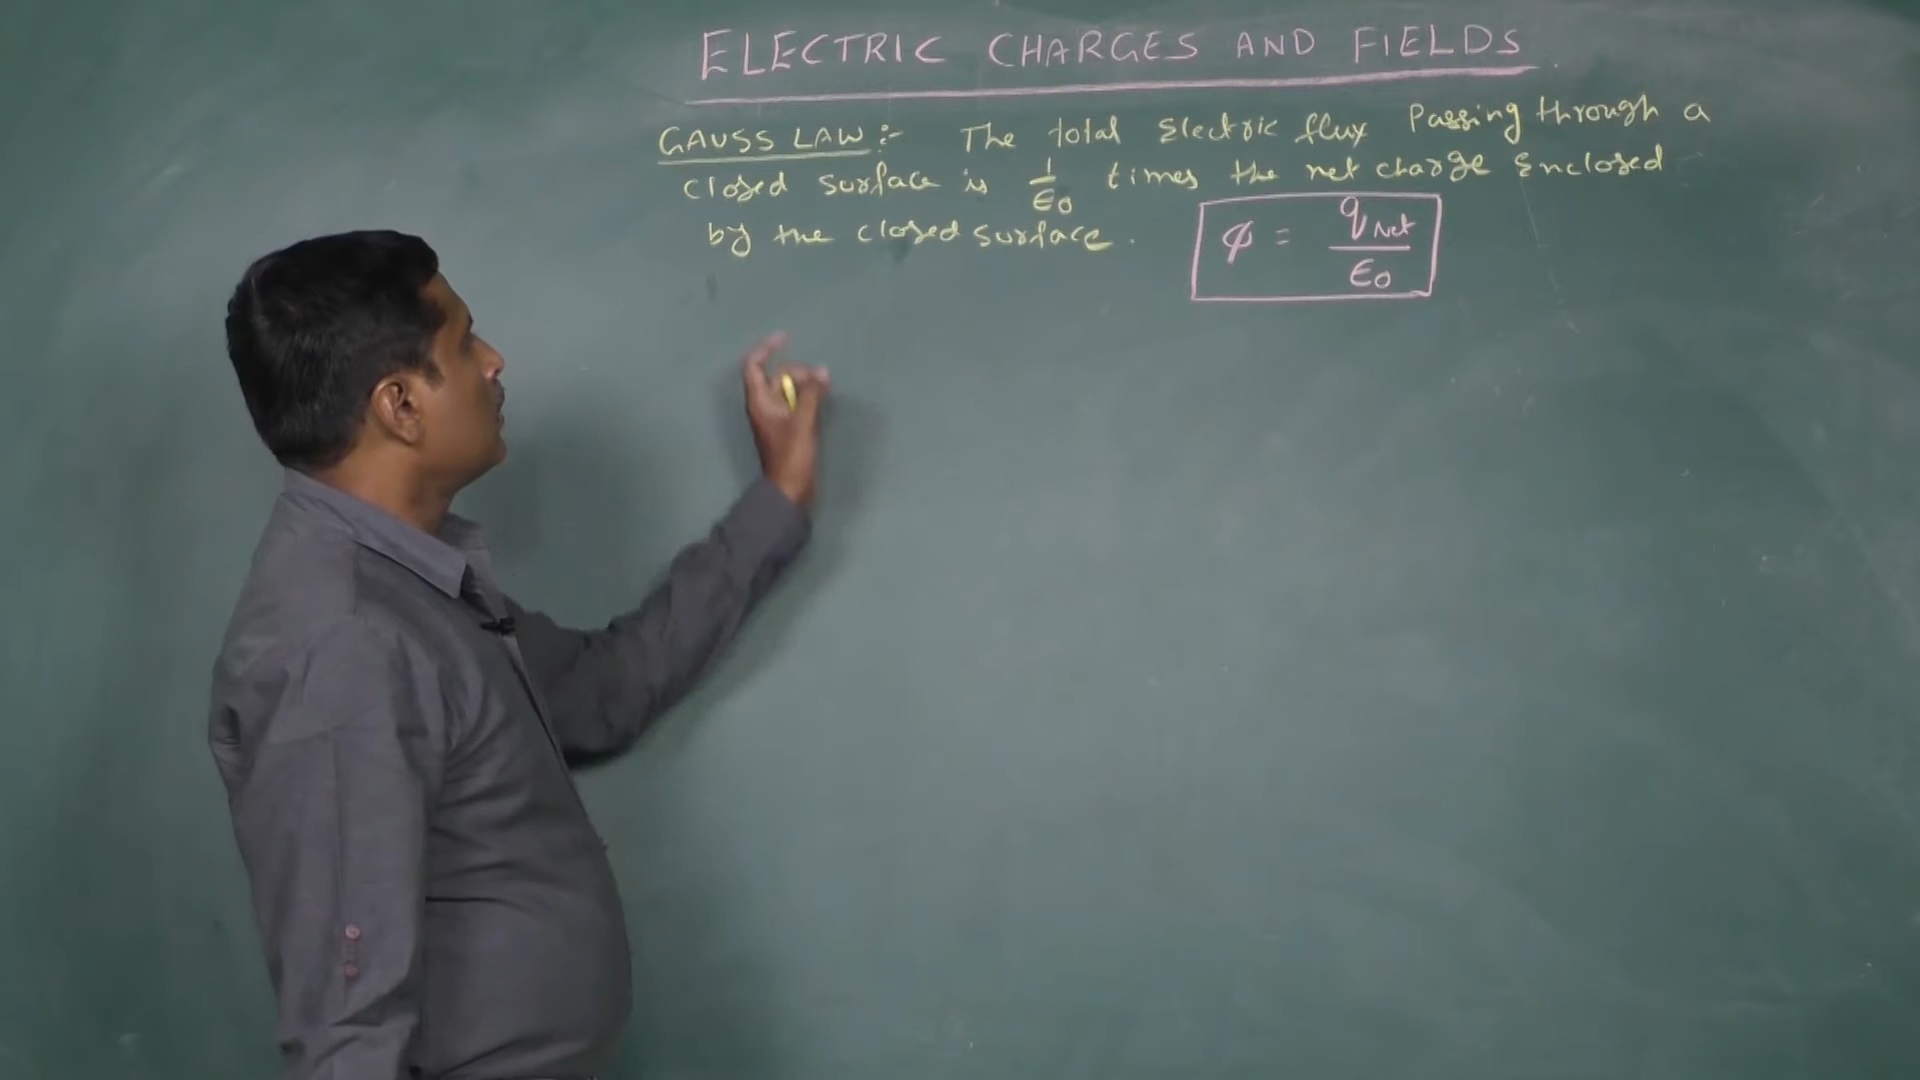 ELECTRIC CHARGES AND FIELDS
GAUSS LAW :- The total Electric flux Passing through a
closed surface is 1/ϵ0 times the net charge Enclosed
by the closed surface.
ϕ = qNet/ϵ0